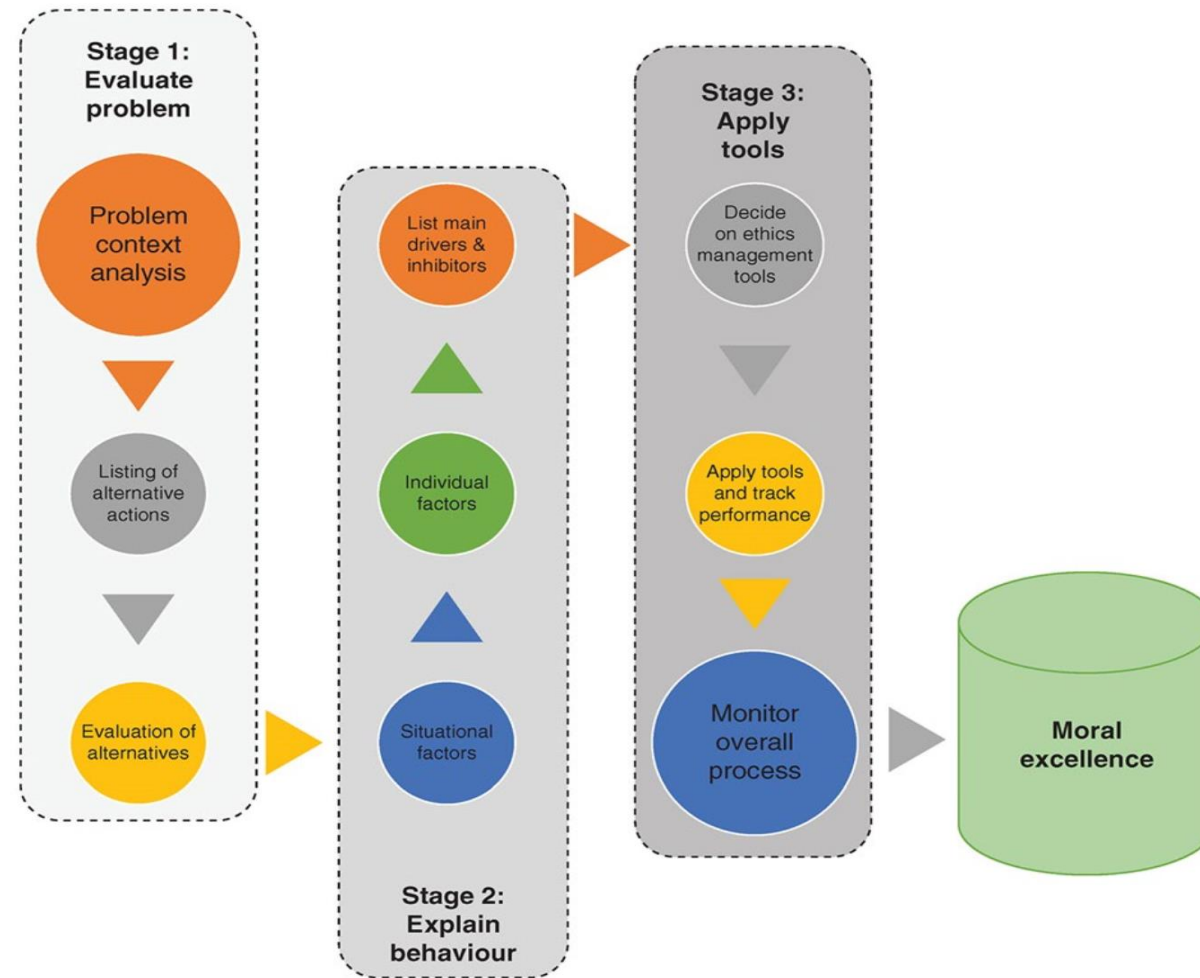 Stage 1:
Evaluate
problem
Problem
context
analysis
Listing of
alternative
actions
Evaluation of
alternatives
Situational
factors
Individual
factors
List main
drivers &
inhibitors
Stage 2:
Explain
behaviour
Stage 3:
Apply
tools
Decide
on ethics
management
tools
Apply tools
and track
performance
Monitor
overall
process
Moral
excellence